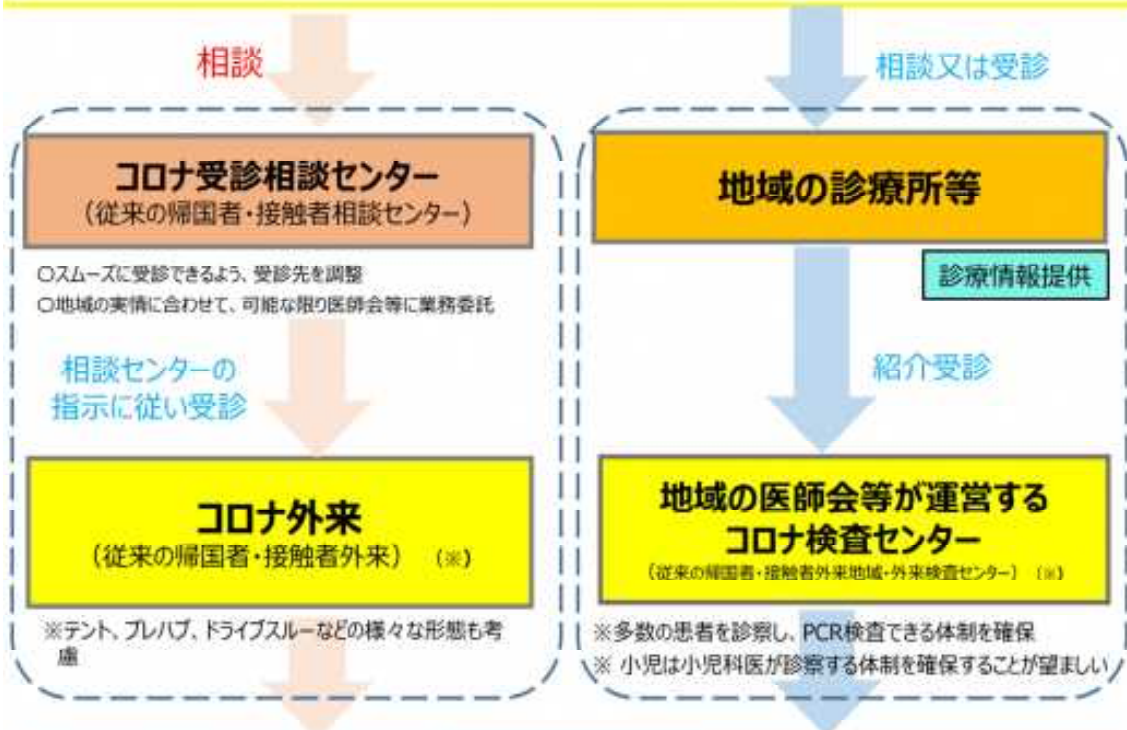 相談
コロナ受診相談センター
（従来の帰国者・接触者相談センター）
○スムーズに受診できるよう、受診先を調整
○地域の実情に合わせて、可能な限り医師会等に業務委託
相談センターの
指示に従い受診
コロナ外来
（従来の帰国者・接触者外来） （※）
※テント、プレハブ、ドライブスルーなどの様々な形態も考
慮
相談又は受診
地域の診療所等
診療情報提供
紹介受診
地域の医師会等が運営する
コロナ検査センター
（従来の帰国者・接触者外来地域・外来検査センター） （※）
※多数の患者を診察し、PCR検査できる体制を確保
※ 小児は小児科医が診察する体制を確保することが望ましい